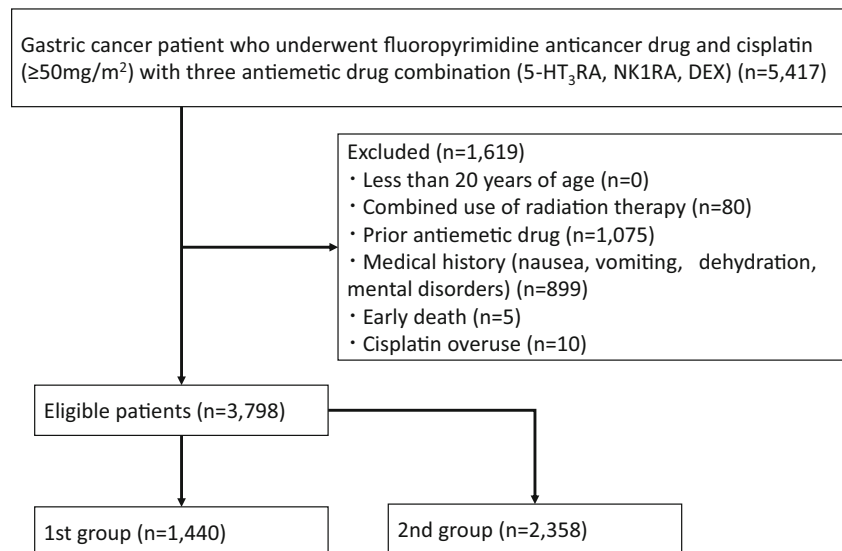 Gastric cancer patient who underwent fluoropyrimidine anticancer drug and cisplatin
(≥50mg/m²) with three antiemetic drug combination (5-HT₃RA, NK1RA, DEX) (n=5,417)
Excluded (n=1,619)
・Less than 20 years of age (n=0)
・Combined use of radiation therapy (n=80)
・Prior antiemetic drug (n=1,075)
・Medical history (nausea, vomiting, dehydration,
mental disorders) (n=899)
・Early death (n=5)
・Cisplatin overuse (n=10)
Eligible patients (n=3,798)
1st group (n=1,440)
2nd group (n=2,358)